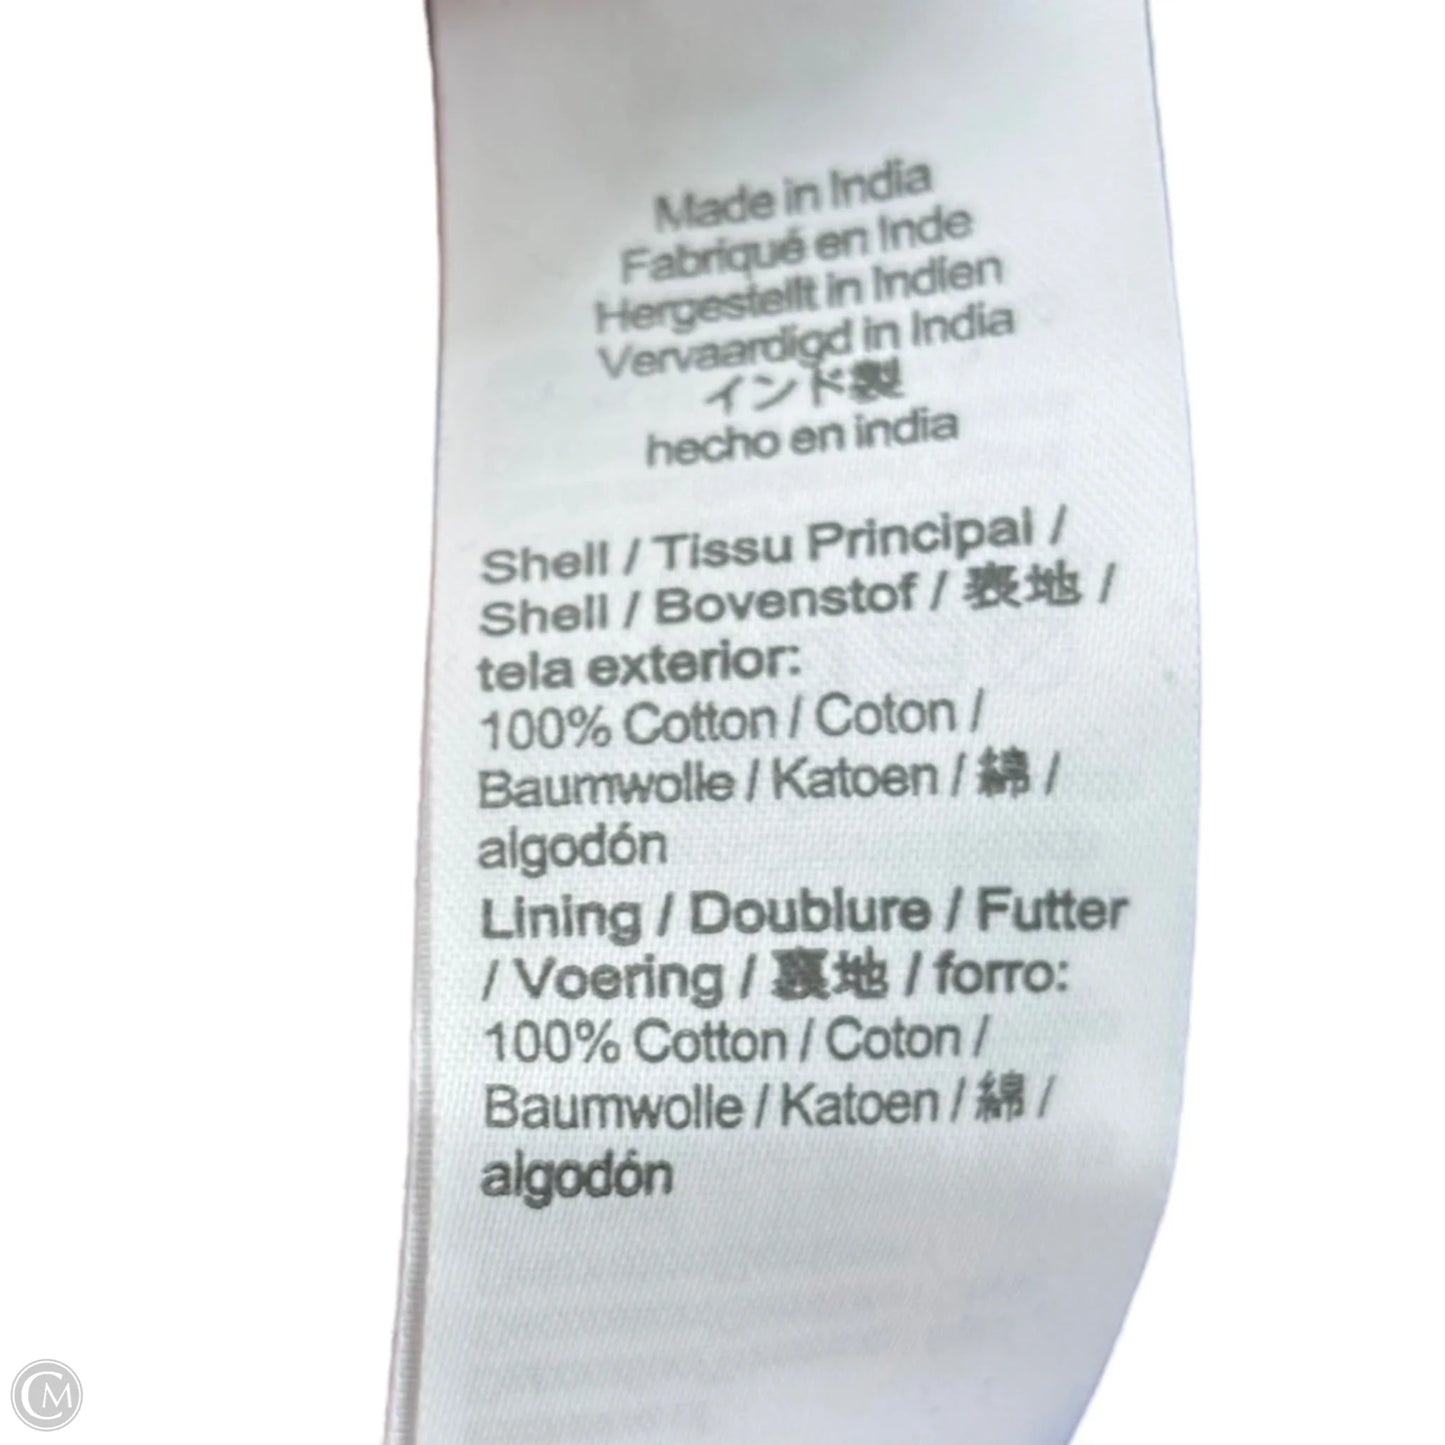 Made in India
Fabriqué en Inde
Hergestellt in Indien
Vervaardigd in India
インド製
hecho en india
Shell / Tissu Principal /
Shell / Bovenstof / 表地 /
tela exterior:
100% Cotton / Coton /
Baumwolle / Katoen / 綿 /
algodón
Lining / Doublure / Futter
/ Voering / 裏地 / forro:
100% Cotton / Coton /
Baumwolle / Katoen / 綿 /
algodón
CM